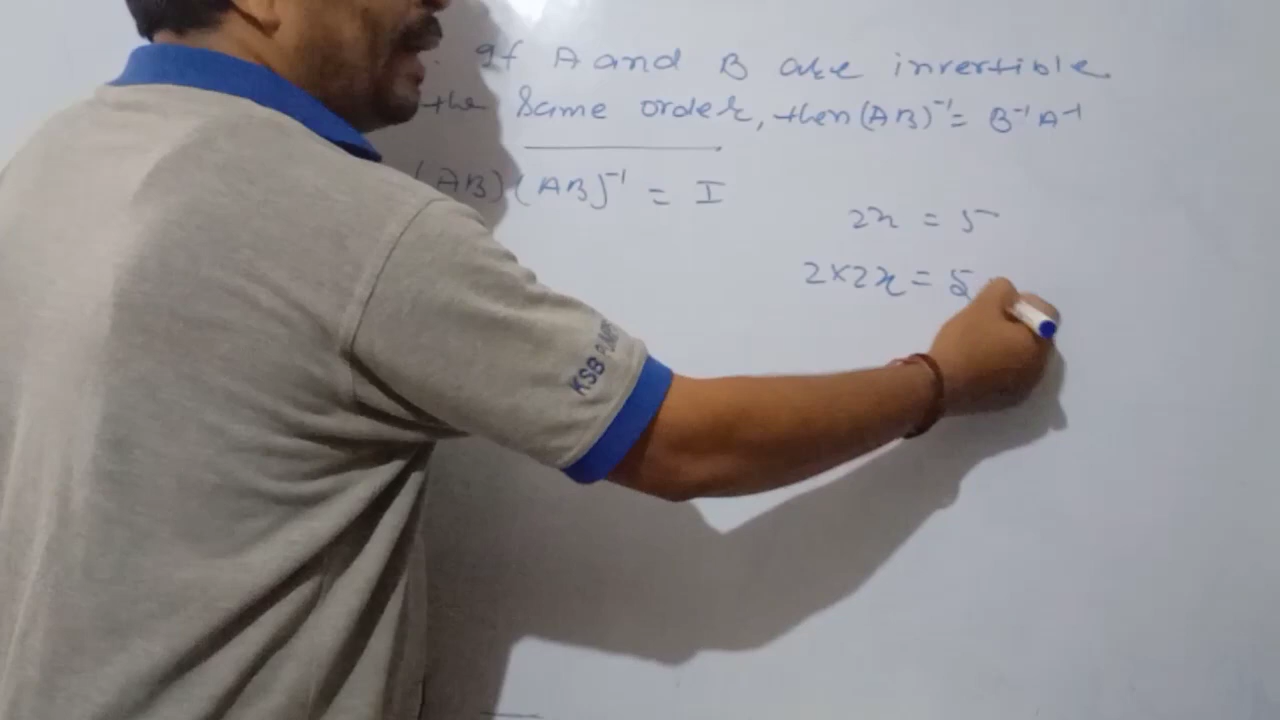 If A and B are invertible
the same order, then (AB)⁻¹ = B⁻¹A⁻¹
(AB)(AB)⁻¹ = I
2x = 5
2×2x = 5
KSB